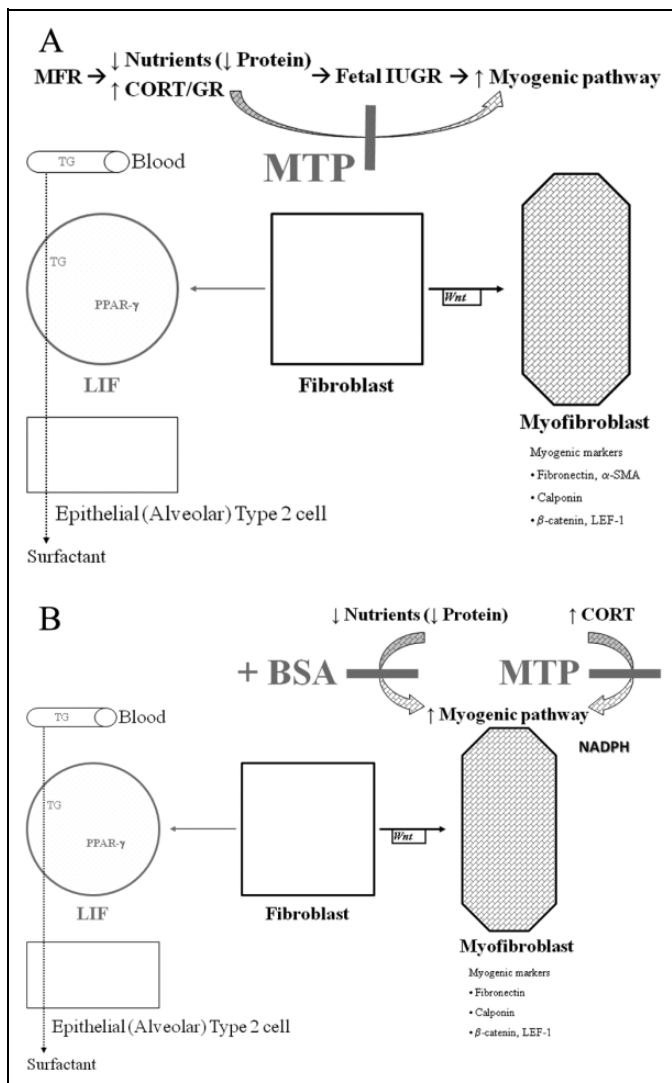 A
↓ Nutrients (↓ Protein)
MFR → → Fetal IUGR → ↑ Myogenic pathway
↑ CORT/GR
MTP
TG Blood
TG
PPAR-γ
Wnt
LIF
Fibroblast
Myofibroblast
Myogenic markers
• Fibronectin, α-SMA
• Calponin
• β-catenin, LEF-1
Epithelial (Alveolar) Type 2 cell
Surfactant
B
↓ Nutrients (↓ Protein) ↑ CORT
+ BSA MTP
↑ Myogenic pathway
TG Blood
NADPH
TG
PPAR-γ
Wnt
LIF
Fibroblast
Myofibroblast
Myogenic markers
• Fibronectin
• Calponin
• β-catenin, LEF-1
Epithelial (Alveolar) Type 2 cell
Surfactant